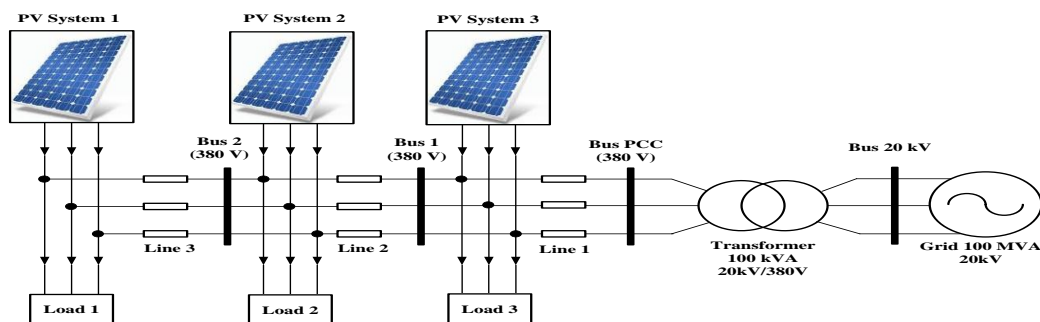 PV System 1
PV System 2
PV System 3
Bus 2
(380 V)
Bus 1
(380 V)
Bus PCC
(380 V)
Bus 20 kV
Line 3
Line 2
Line 1
Transformer
100 kVA
20kV/380V
Grid 100 MVA
20kV
Load 1
Load 2
Load 3